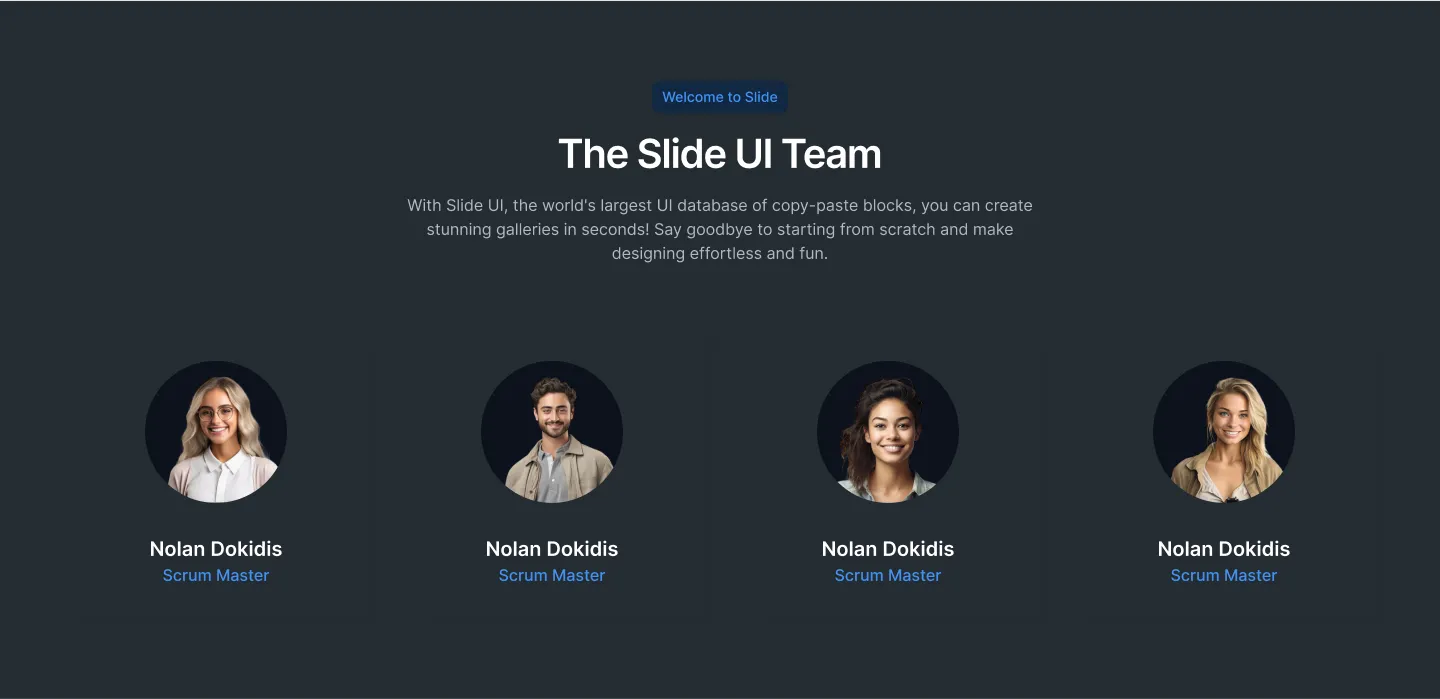 Welcome to Slide
The Slide UI Team
With Slide UI, the world's largest UI database of copy-paste blocks, you can create
stunning galleries in seconds! Say goodbye to starting from scratch and make
designing effortless and fun.
Nolan Dokidis
Scrum Master
Nolan Dokidis
Scrum Master
Nolan Dokidis
Scrum Master
Nolan Dokidis
Scrum Master